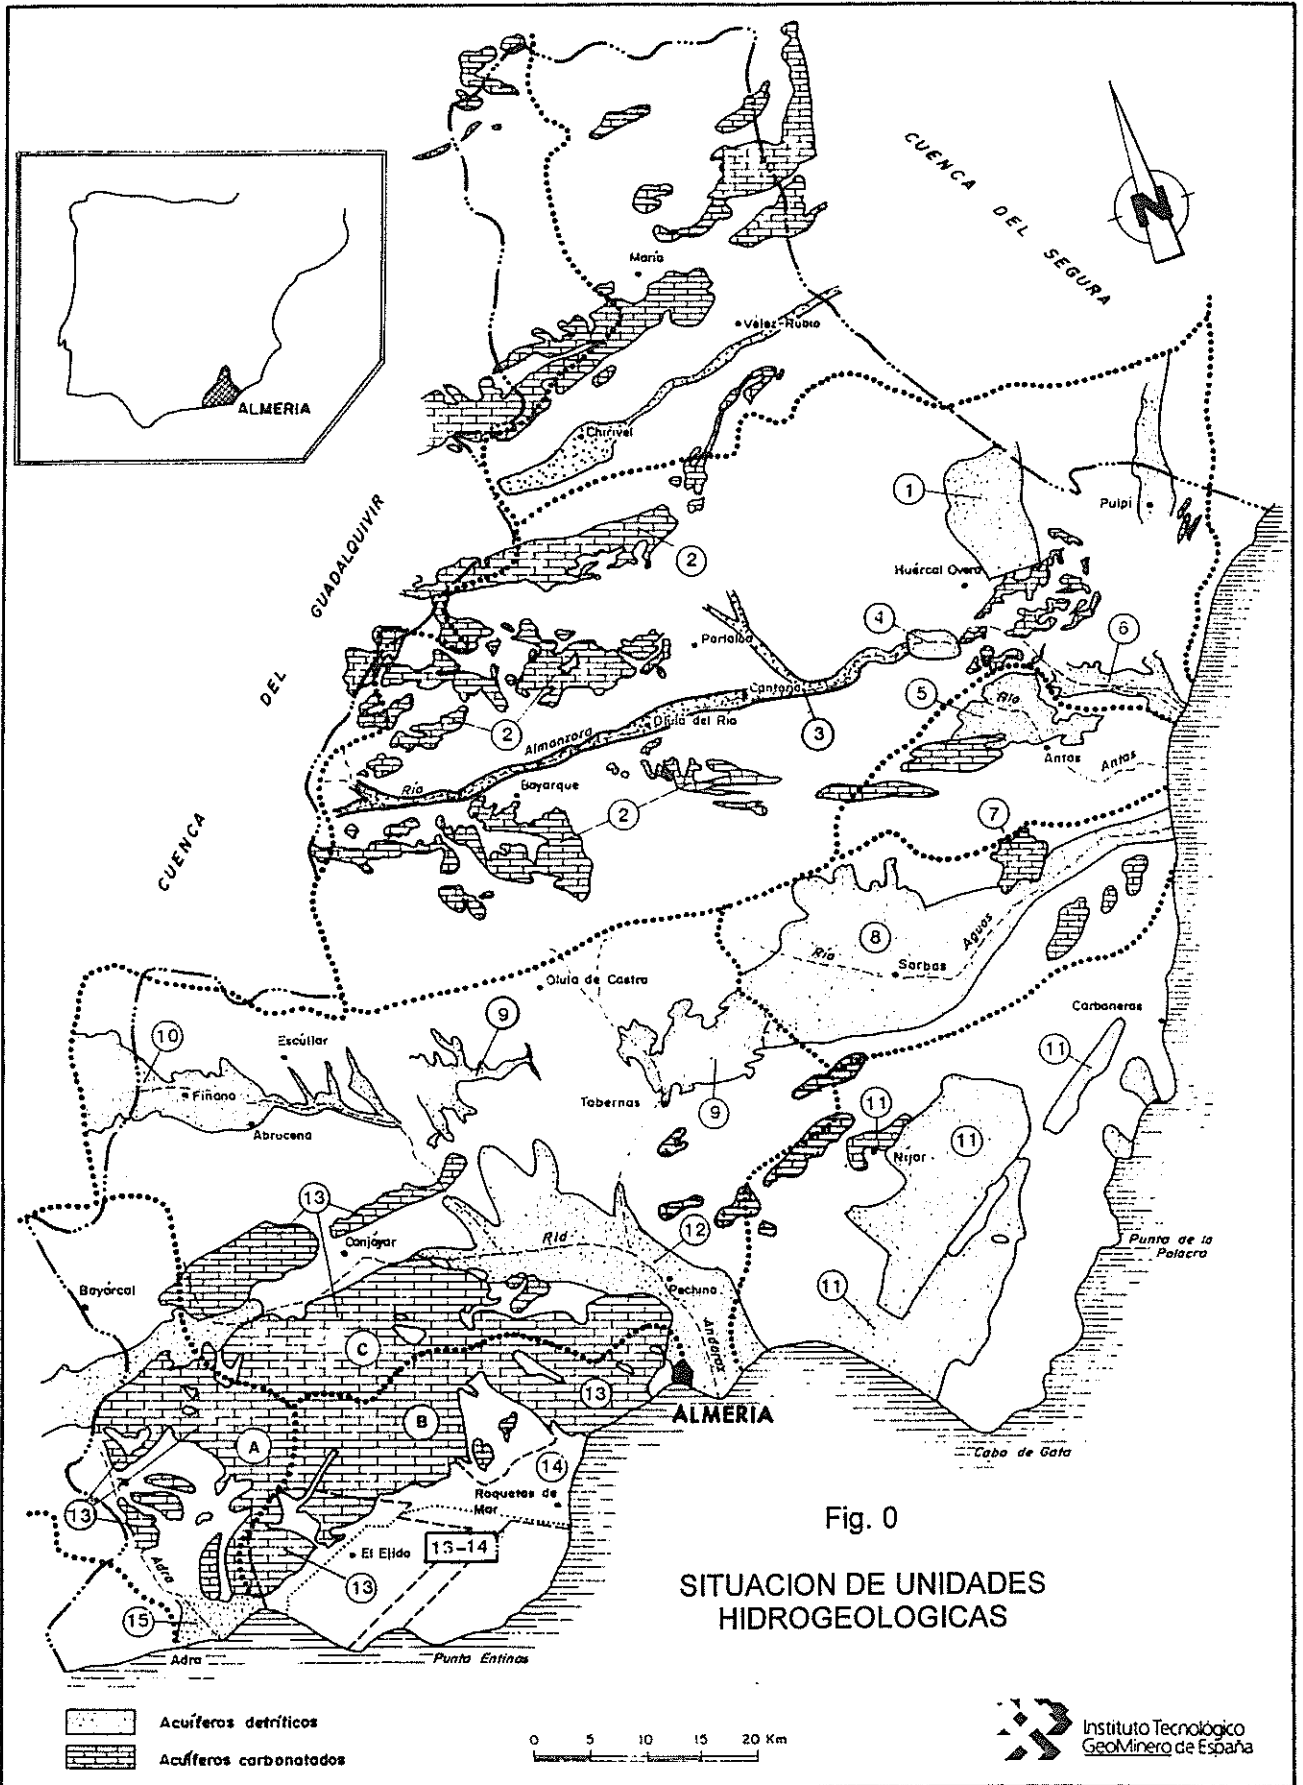 CUENCA DEL SEGURA
N
ALMERIA
María
Vélez-Rubio
Chirivel
1
Pulpi
GUADALQUIVIR
2
Huércal Overa
4
Partaloa
6
DEL
Cantoria
5
Río
2
Olula del Río
3
Almanzora
Antas
Antas
Río
Bayarque
2
7
CUENCA
8
Aguas
Río
Sorbas
Olula de Castro
Carboneras
9
Escúllar
10
11
Fiñana
Tabernas
9
Abrucena
11
11
Níjar
13
12
Río
Canjáyar
Punta de la
Polacra
Bayárcal
Pechina
11
Andarax
C
13
ALMERIA
B
A
Cabo de Gata
14
13
Roquetas de
Mar
Fig. 0
El Ejido
13-14
Adra
13
SITUACION DE UNIDADES
HIDROGEOLOGICAS
15
Adra
Punta Entinas
Acuíferos detríticos
Acuíferos carbonatados
0 5 10 15 20 Km
Instituto Tecnológico
GeoMinero de España